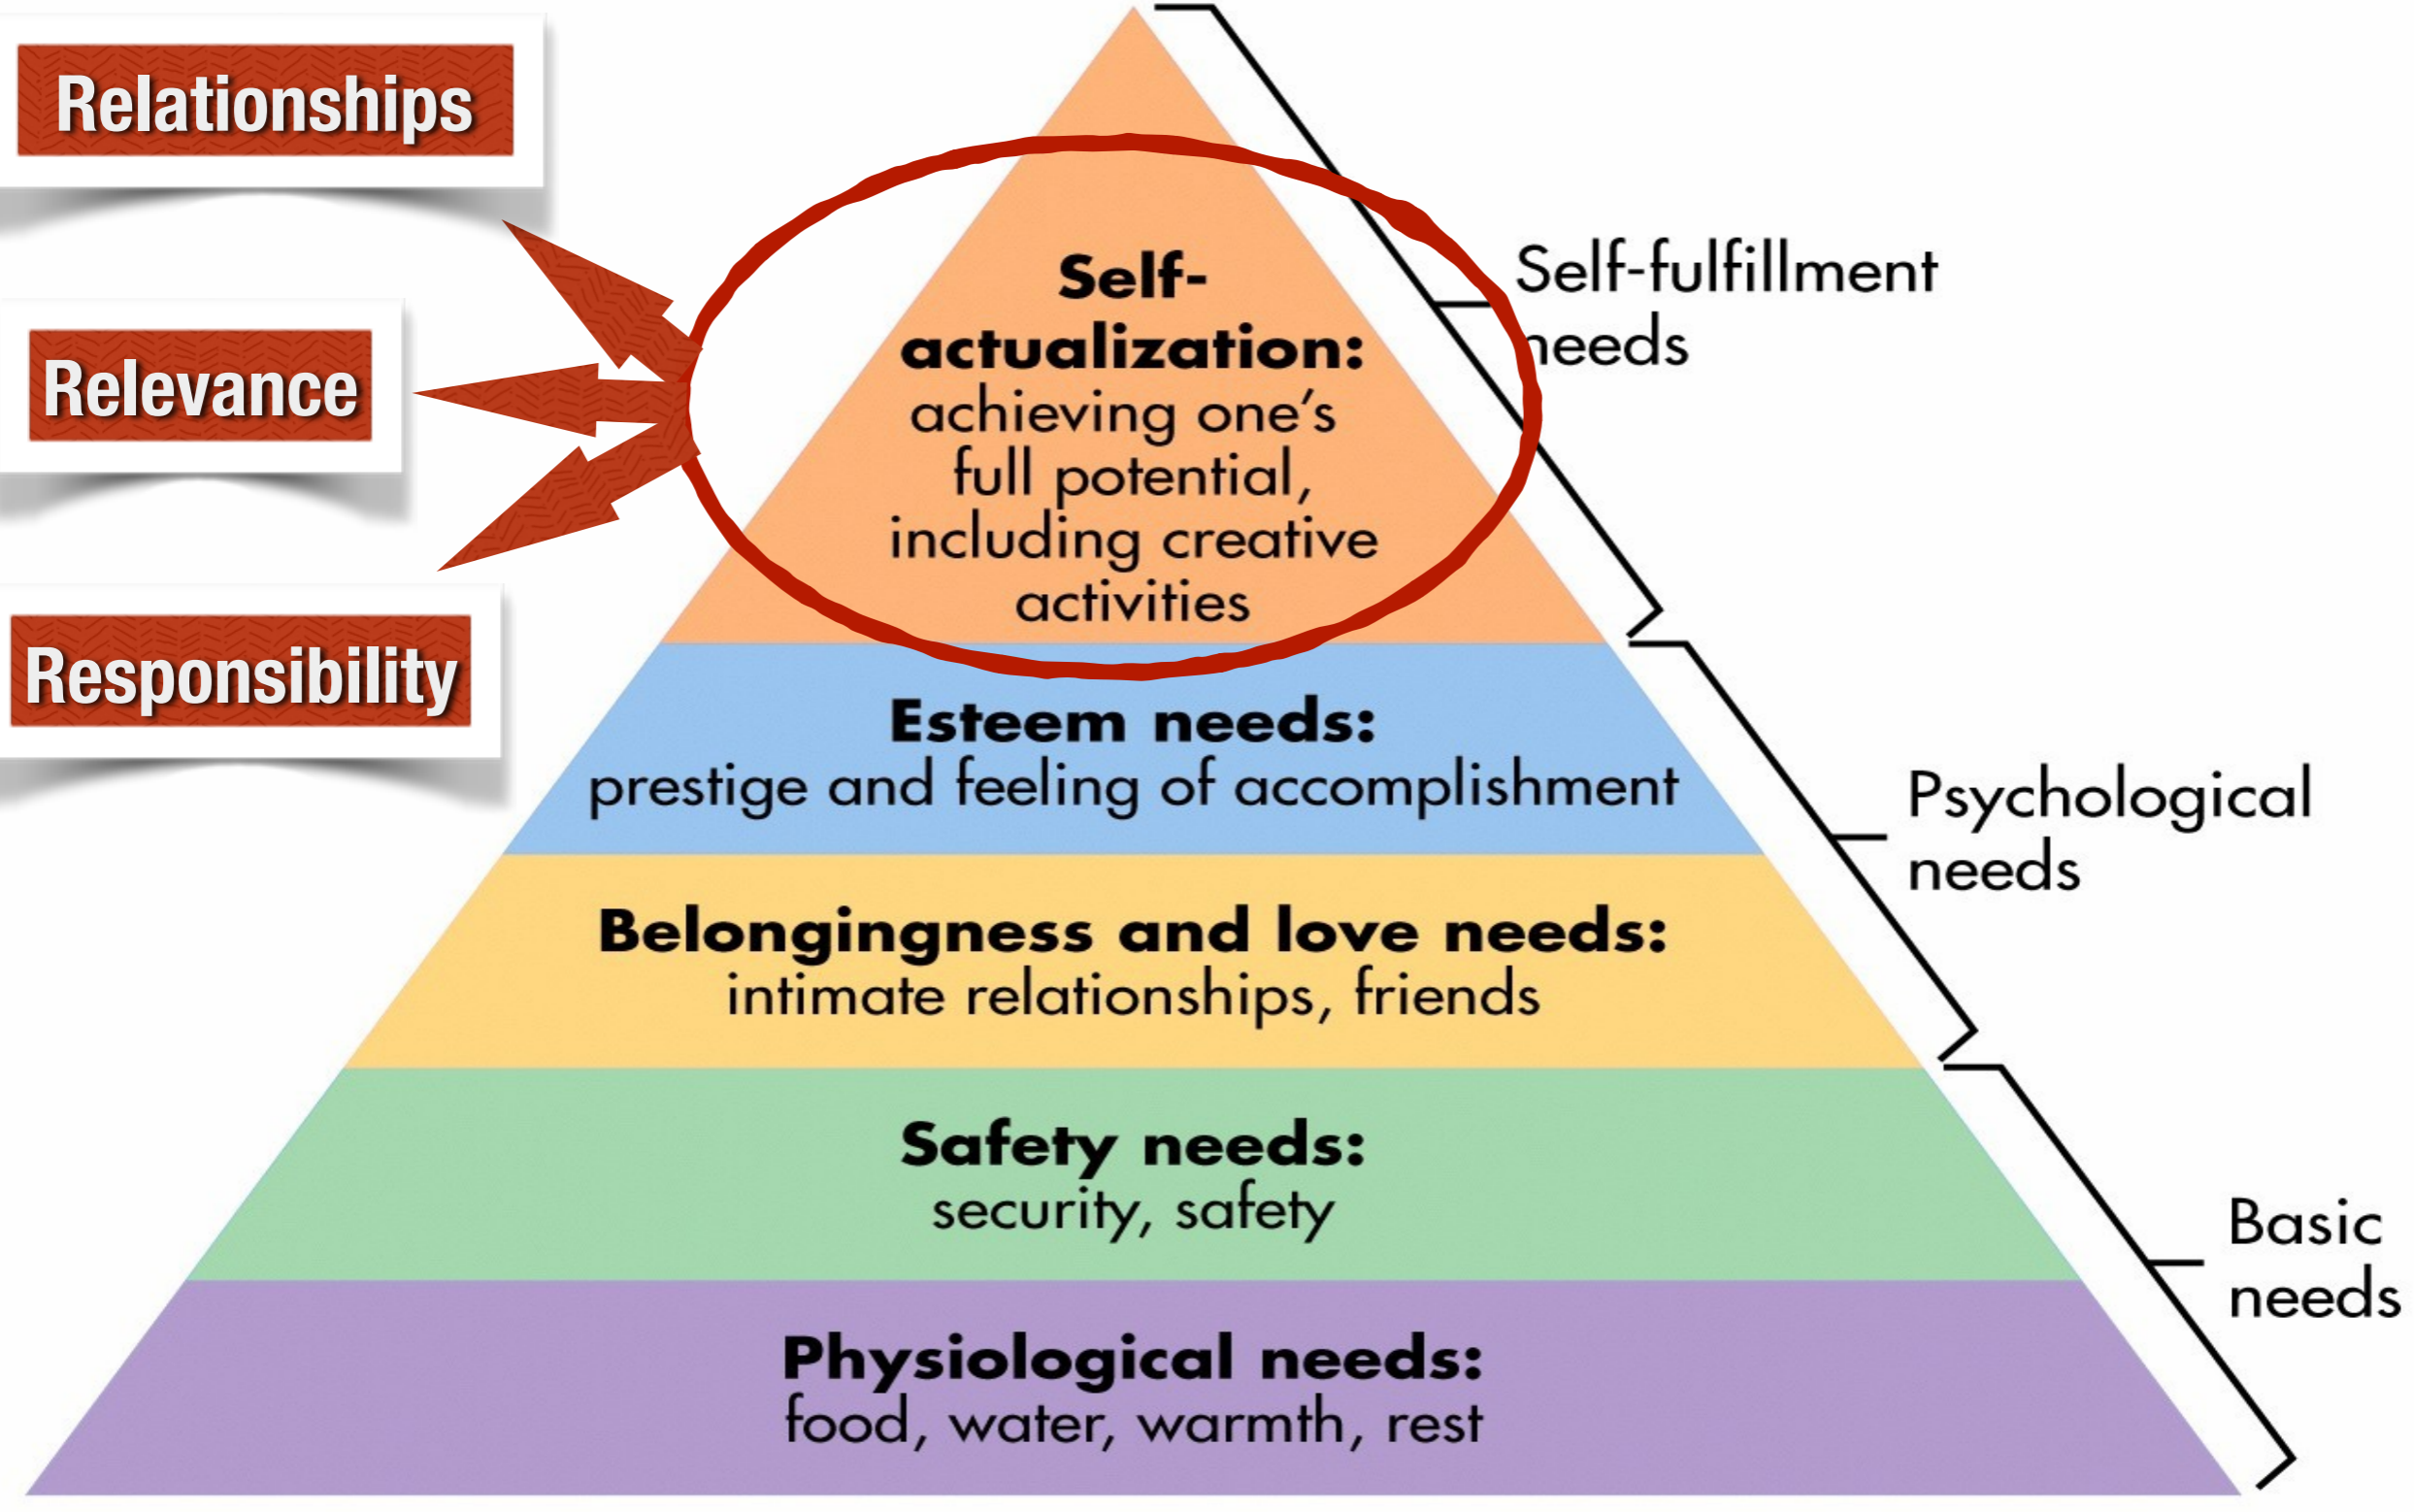 Relationships
Relevance
Responsibility
Self-
actualization:
achieving one's
full potential,
including creative
activities
Esteem needs:
prestige and feeling of accomplishment
Belongingness and love needs:
intimate relationships, friends
Safety needs:
security, safety
Physiological needs:
food, water, warmth, rest
Self-fulfillment
needs
Psychological
needs
Basic
needs